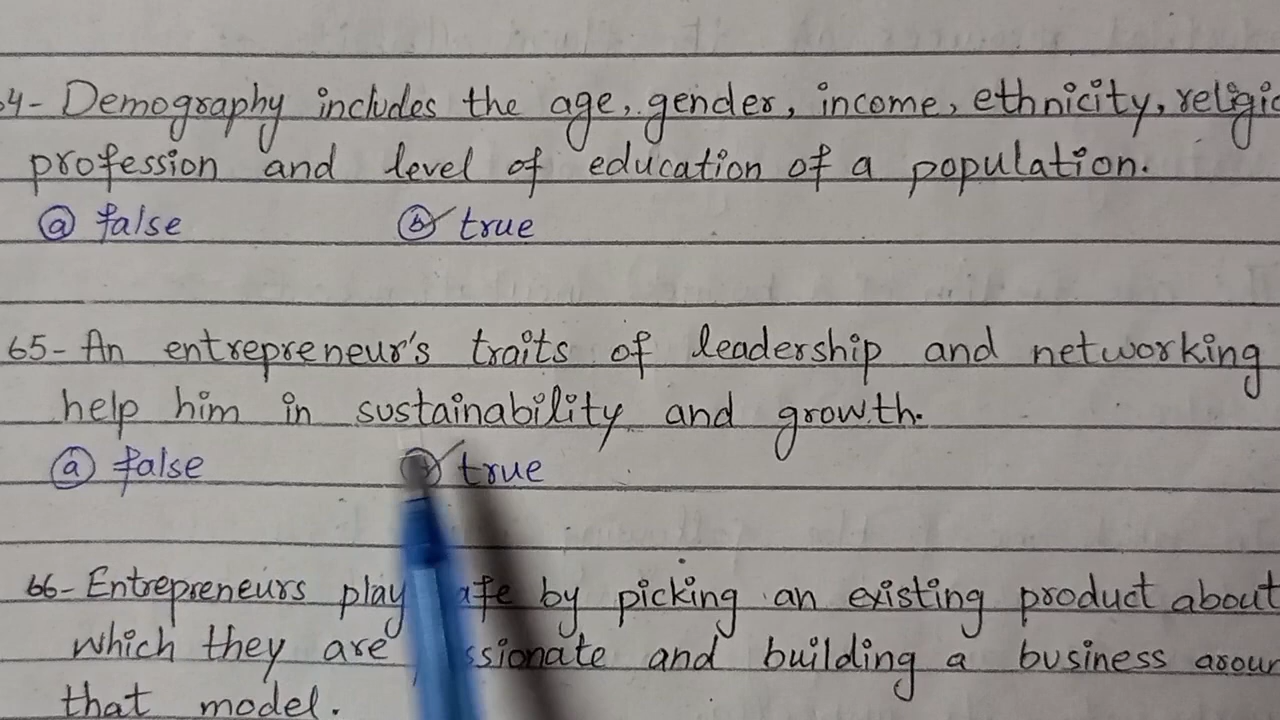 4- Demography includes the age, gender, income, ethnicity,
profession and level of education of a population.
ⓐ false ⓑ true
65- An entrepreneur's traits of leadership and networking
help him in sustainability and growth.
ⓐ false true
66- Entrepreneurs play by picking an existing product about
which they are and building a business
that model.